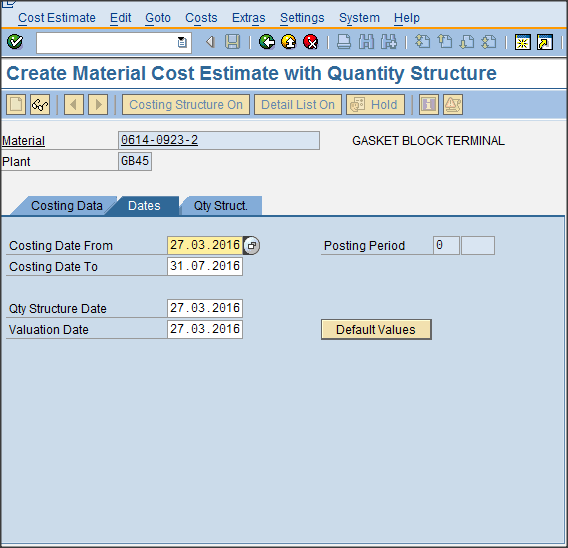 Cost Estimate Edit Goto Costs Extras Settings System Help
Create Material Cost Estimate with Quantity Structure
Costing Structure On Detail List On Hold
Material 0614-0923-2 GASKET BLOCK TERMINAL
Plant GB45
Costing Data Dates Qty Struct.
Costing Date From 27.03.2016 Posting Period 0
Costing Date To 31.07.2016
Qty Structure Date 27.03.2016
Valuation Date 27.03.2016 Default Values